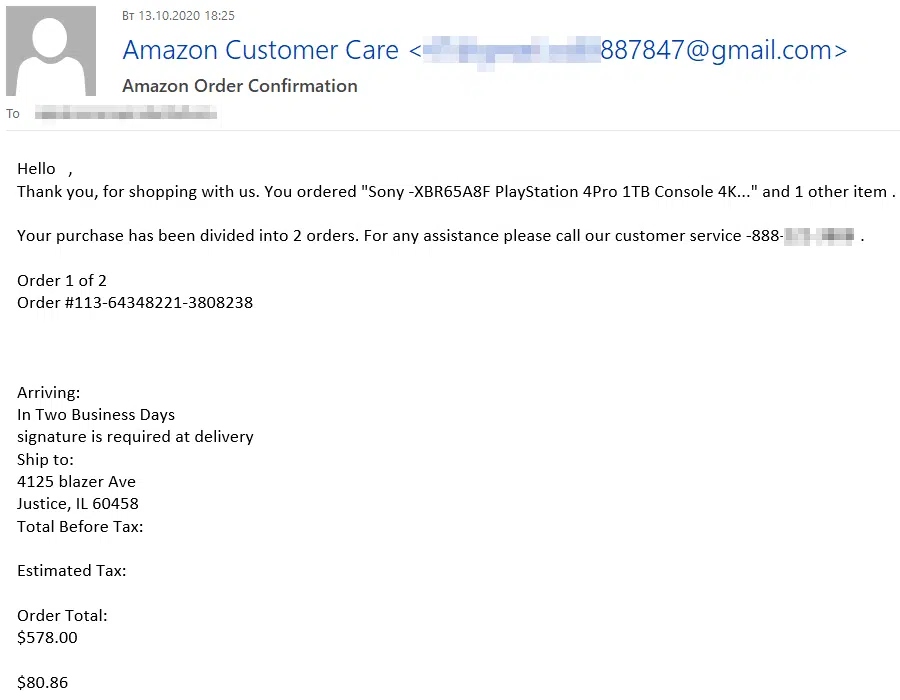 Вт 13.10.2020 18:25
Amazon Customer Care < 887847@gmail.com>
Amazon Order Confirmation
To
Hello ,
Thank you, for shopping with us. You ordered "Sony -XBR65A8F PlayStation 4Pro 1TB Console 4K..." and 1 other item .
Your purchase has been divided into 2 orders. For any assistance please call our customer service -888- .
Order 1 of 2
Order #113-64348221-3808238
Arriving:
In Two Business Days
signature is required at delivery
Ship to:
4125 blazer Ave
Justice, IL 60458
Total Before Tax:
Estimated Tax:
Order Total:
$578.00
$80.86